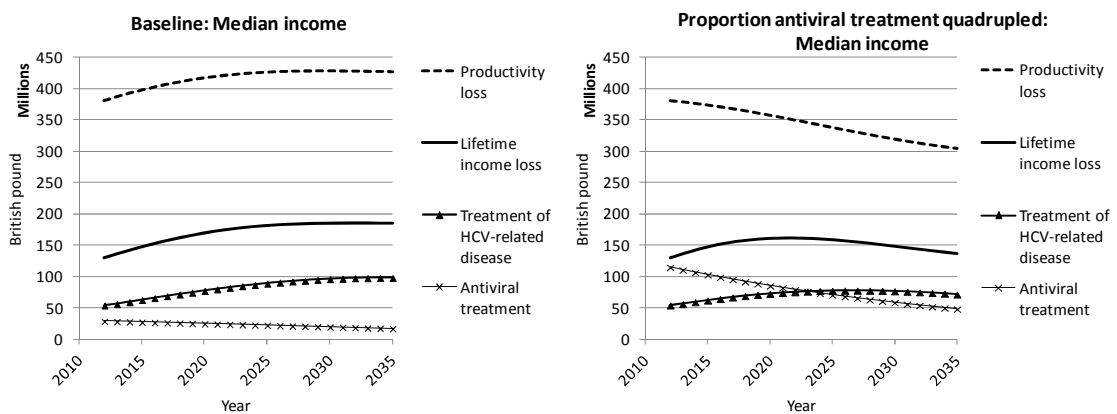 Baseline: Median income
Millions
British pound
450
400
350
300
250
200
150
100
50
0
2010
2015
2020
2025
2030
2035
Year
Productivity
loss
Lifetime
income loss
Treatment of
HCV-related
disease
Antiviral
treatment
Proportion antiviral treatment quadrupled:
Median income
Millions
British pound
450
400
350
300
250
200
150
100
50
0
2010
2015
2020
2025
2030
2035
Year
Productivity
loss
Lifetime
income loss
Treatment of
HCV-related
disease
Antiviral
treatment